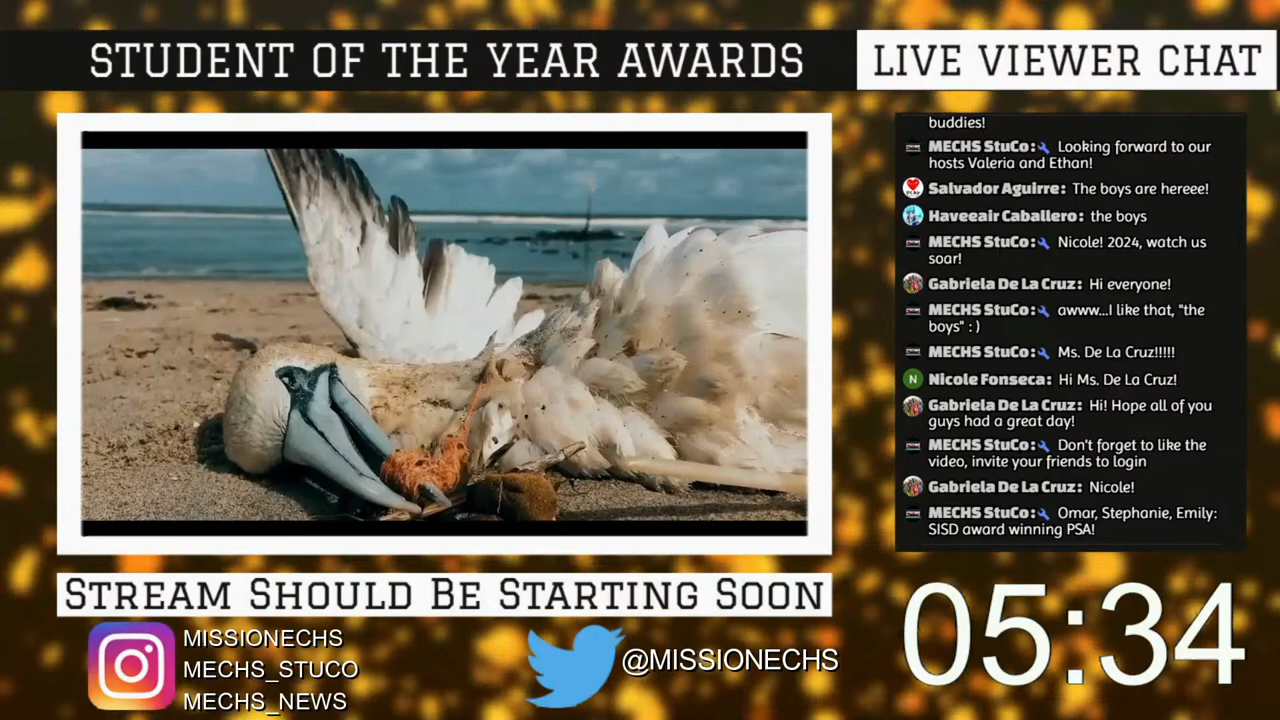 STUDENT OF THE YEAR AWARDS
LIVE VIEWER CHAT
buddies!
MECHS StuCo: Looking forward to our
hosts Valeria and Ethan!
Salvador Aguirre: The boys are hereee!
Haveeair Caballero: the boys
MECHS StuCo: Nicole! 2024, watch us
soar!
Gabriela De La Cruz: Hi everyone!
MECHS StuCo: awww...I like that, "the
boys" : )
MECHS StuCo: Ms. De La Cruz!!!!!
N Nicole Fonseca: Hi Ms. De La Cruz!
Gabriela De La Cruz: Hi! Hope all of you
guys had a great day!
MECHS StuCo: Don't forget to like the
video, invite your friends to login
Gabriela De La Cruz: Nicole!
MECHS StuCo: Omar, Stephanie, Emily:
SISD award winning PSA!
STREAM SHOULD BE STARTING SOON
MISSIONECHS
MECHS_STUCO
MECHS_NEWS
@MISSIONECHS
05:34